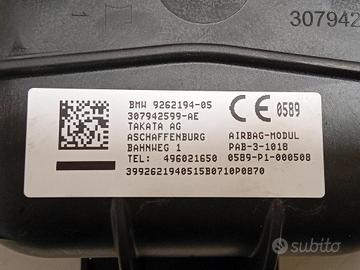 307942
BMW 9262194-05
307942599-AE
TAKATA AG
ASCHAFFENBURG
BAHNWEG 1
TEL: 496021650
CE 0589
AIRBAG-MODUL
PAB-3-1018
0589-P1-000508
3992621940515B0710P0870
subito